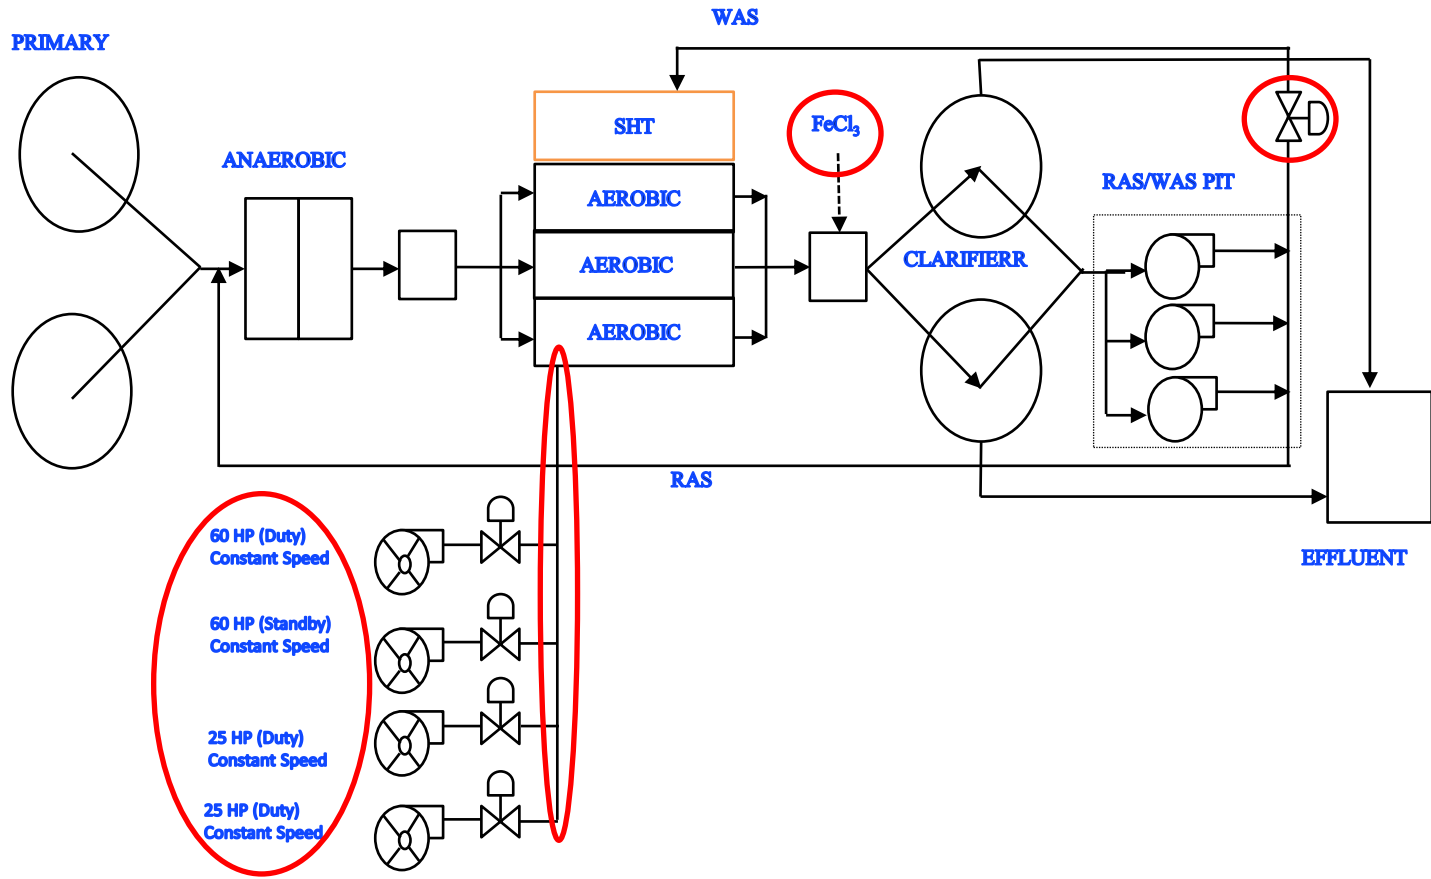 WAS
PRIMARY
SHT
FeCl₃
ANAEROBIC
RAS/WAS PIT
AEROBIC
AEROBIC
CLARIFIERR
AEROBIC
RAS
60 HP (Duty)
Constant Speed
EFFLUENT
60 HP (Standby)
Constant Speed
25 HP (Duty)
Constant Speed
25 HP (Duty)
Constant Speed